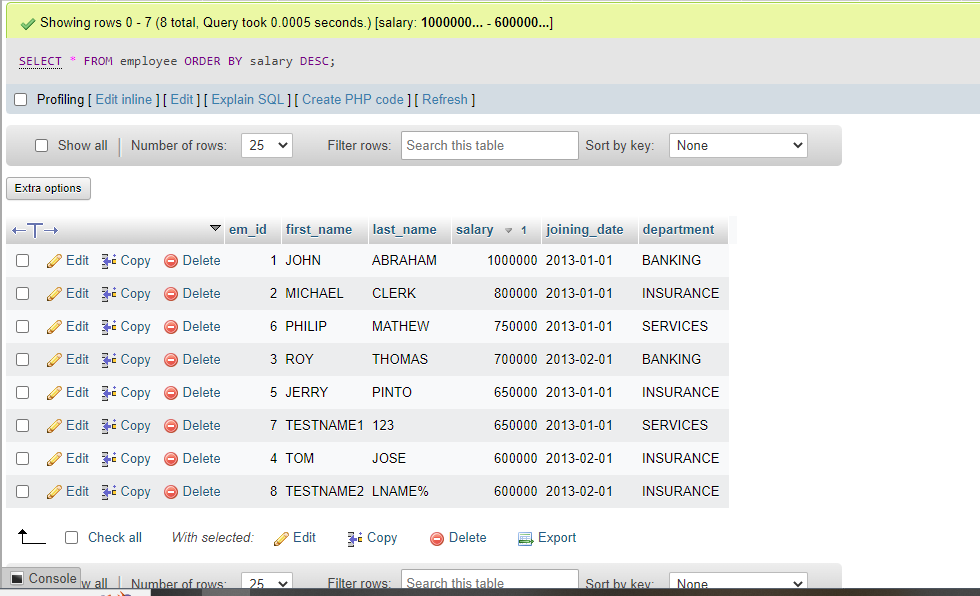 Showing rows 0 - 7 (8 total, Query took 0.0005 seconds.) [salary: 1000000... - 600000...]
SELECT * FROM employee ORDER BY salary DESC;
Profiling [ Edit inline ] [ Edit ] [ Explain SQL ] [ Create PHP code ] [ Refresh ]
Show all Number of rows: 25 Filter rows: Search this table Sort by key: None
Extra options
em_id first_name last_name salary 1 joining_date department
Edit Copy Delete 1 JOHN ABRAHAM 1000000 2013-01-01 BANKING
Edit Copy Delete 2 MICHAEL CLERK 800000 2013-01-01 INSURANCE
Edit Copy Delete 6 PHILIP MATHEW 750000 2013-01-01 SERVICES
Edit Copy Delete 3 ROY THOMAS 700000 2013-02-01 BANKING
Edit Copy Delete 5 JERRY PINTO 650000 2013-01-01 INSURANCE
Edit Copy Delete 7 TESTNAME1 123 650000 2013-01-01 SERVICES
Edit Copy Delete 4 TOM JOSE 600000 2013-02-01 INSURANCE
Edit Copy Delete 8 TESTNAME2 LNAME% 600000 2013-02-01 INSURANCE
Check all With selected: Edit Copy Delete Export
Console w all Number of rows: 25 Filter rows: Search this table Sort by key: None